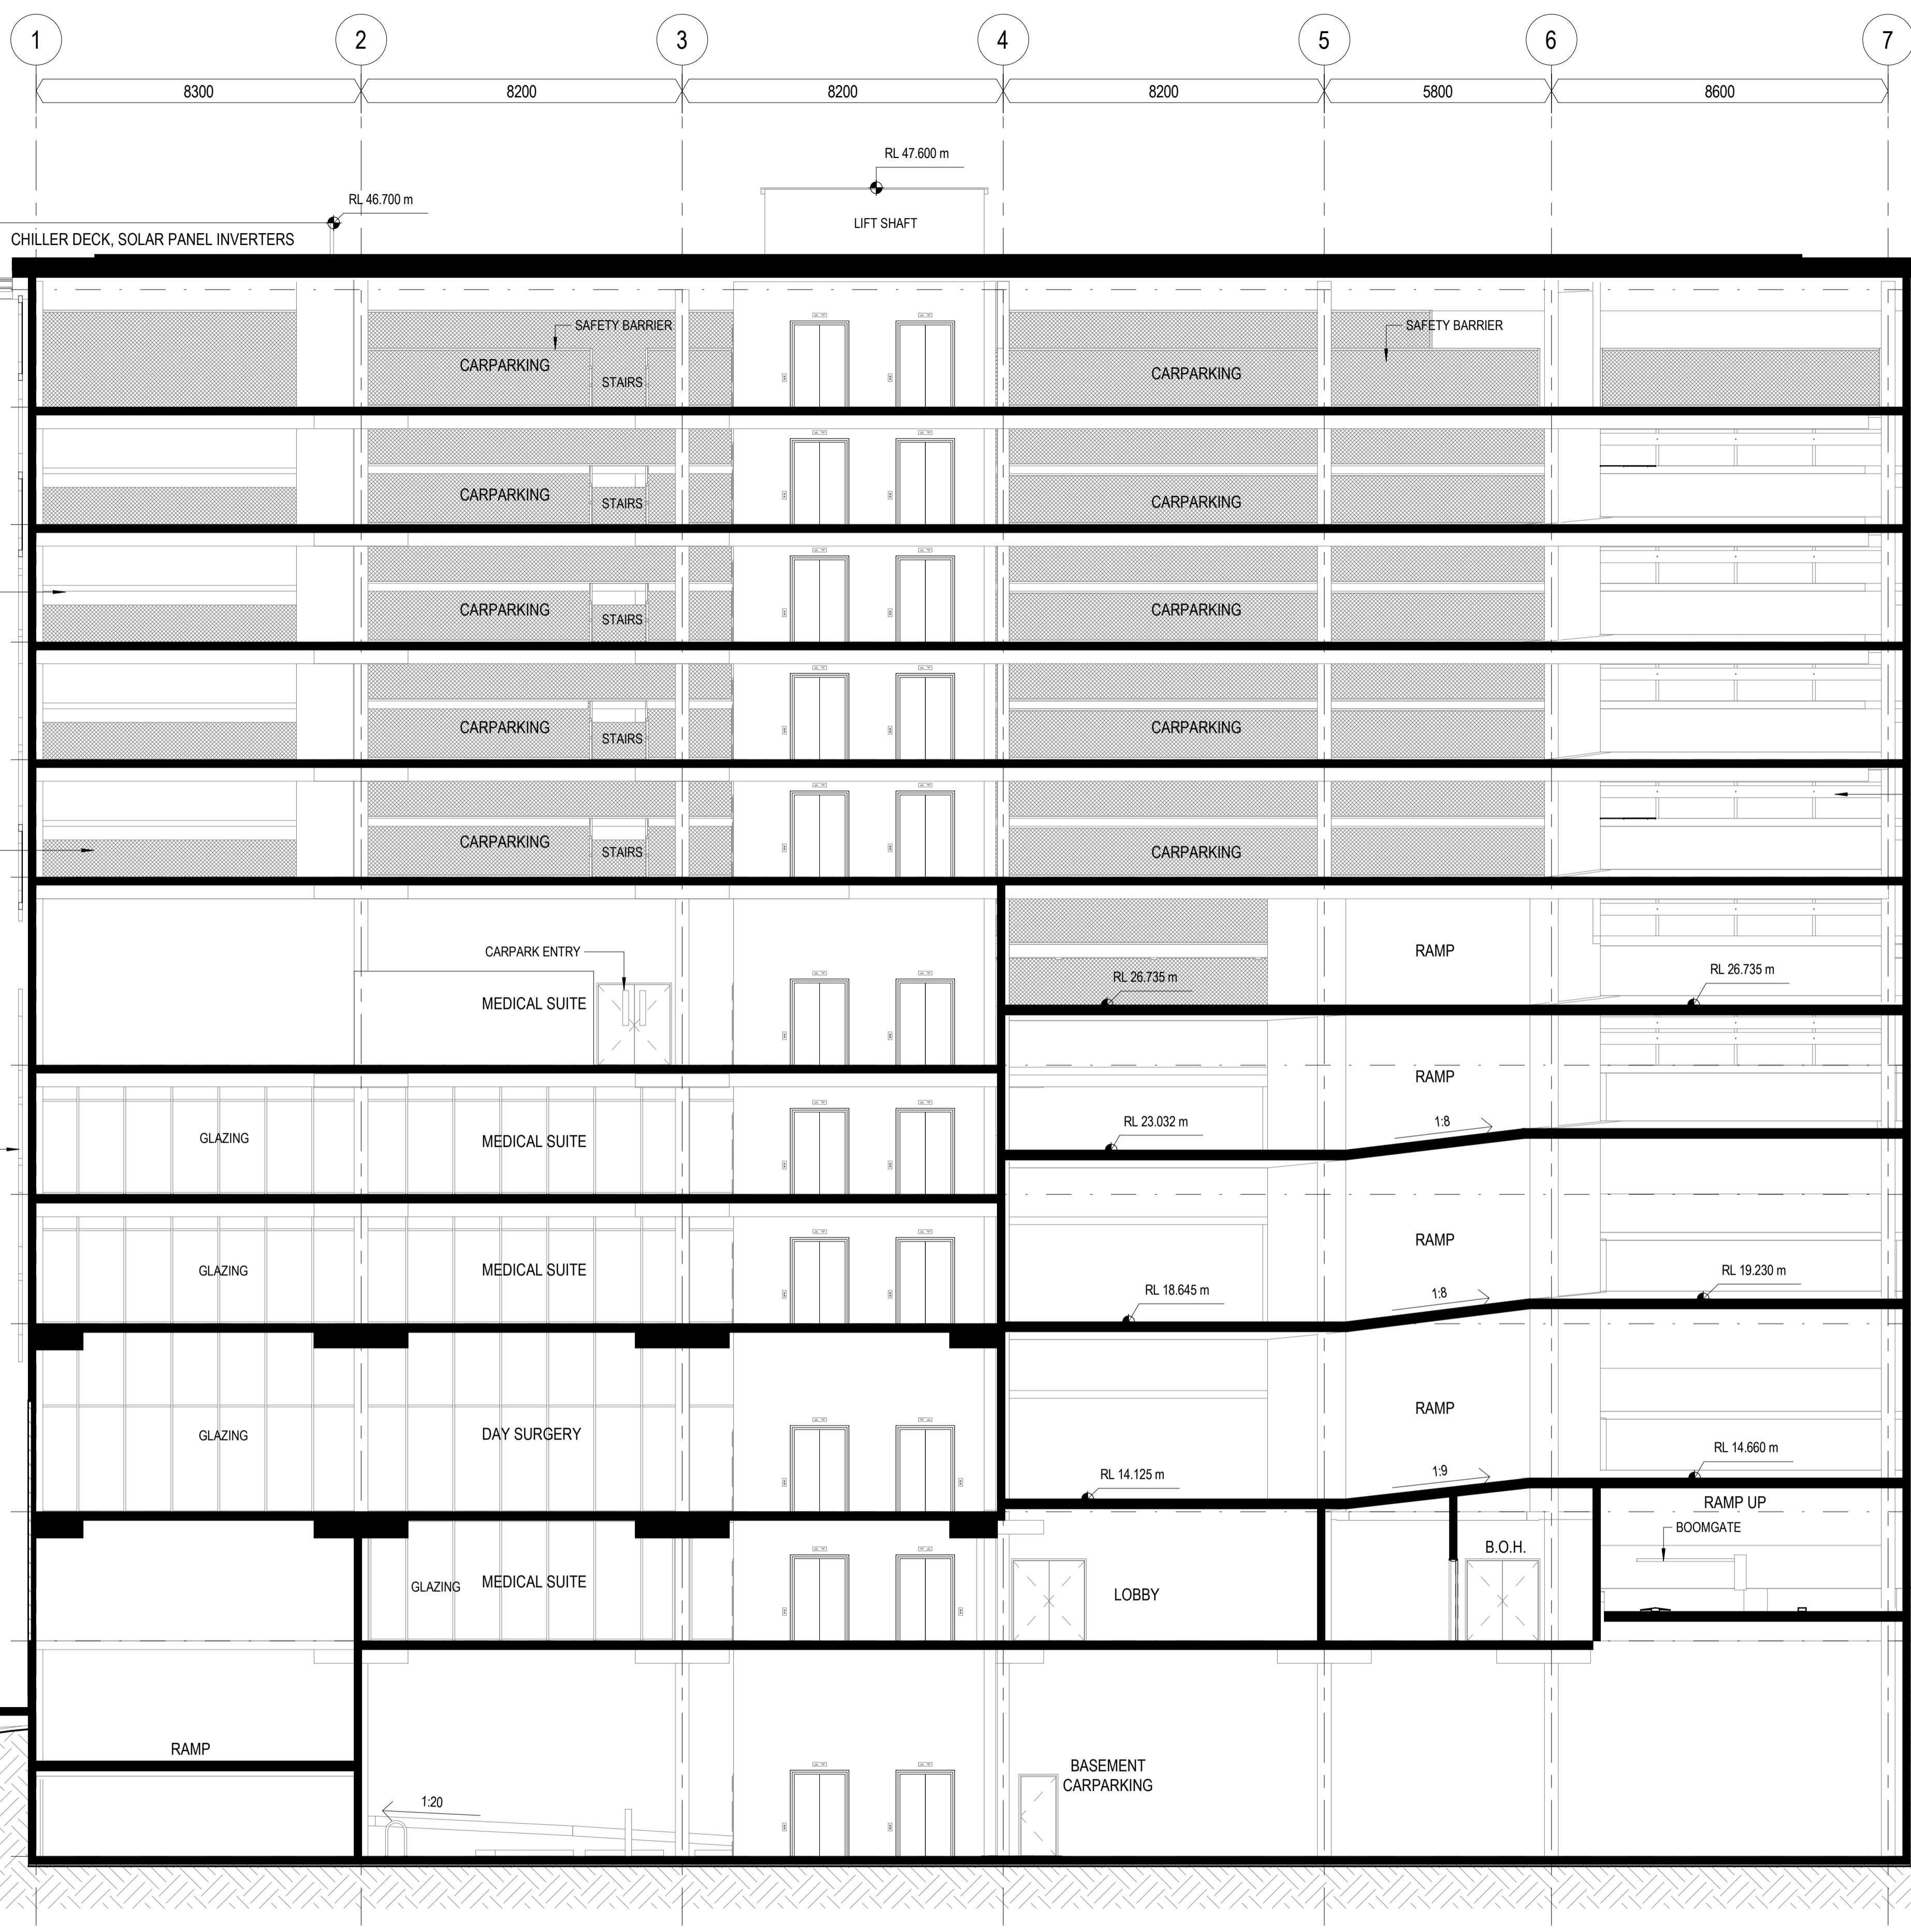 1 2 3 4 5 6 7
8300 8200 8200 8200 5800 8600
RL 47.600 m
RL 46.700 m
LIFT SHAFT
CHILLER DECK, SOLAR PANEL INVERTERS
SAFETY BARRIER SAFETY BARRIER
CARPARKING CARPARKING
STAIRS
CARPARKING CARPARKING
STAIRS
CARPARKING CARPARKING
STAIRS
CARPARKING CARPARKING
STAIRS
CARPARKING CARPARKING
STAIRS
CARPARK ENTRY RAMP
RL 26.735 m RL 26.735 m
MEDICAL SUITE
RAMP
RL 23.032 m 1:8
GLAZING MEDICAL SUITE
RAMP
GLAZING MEDICAL SUITE RL 19.230 m
RL 18.645 m 1:8
RAMP
GLAZING DAY SURGERY
RL 14.660 m
RL 14.125 m 1:9
RAMP UP
BOOMGATE
B.O.H.
GLAZING MEDICAL SUITE LOBBY
RAMP
BASEMENT
CARPARKING
1:20